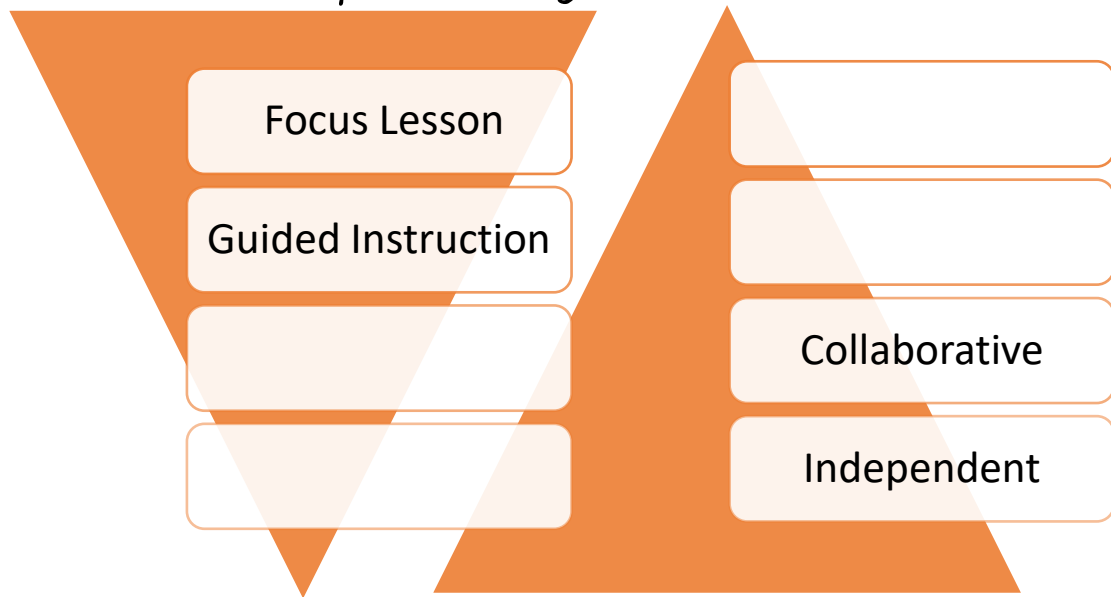 Focus Lesson
Guided Instruction
Collaborative
Independent